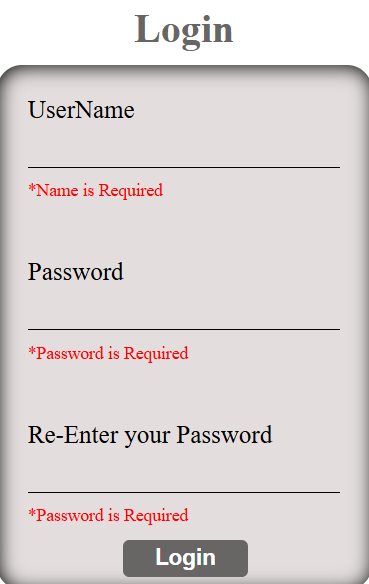 Login
UserName
*Name is Required
Password
*Password is Required
Re-Enter your Password
*Password is Required
Login